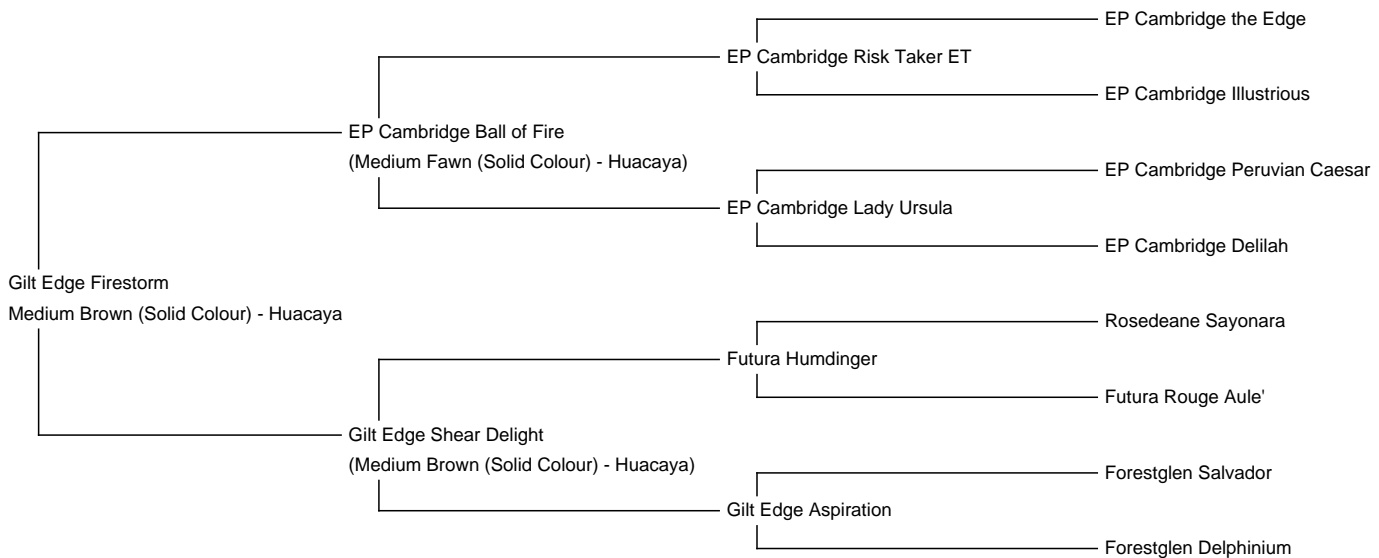 EP Cambridge the Edge
EP Cambridge Risk Taker ET
EP Cambridge Illustrious
EP Cambridge Ball of Fire
(Medium Fawn (Solid Colour) - Huacaya)
EP Cambridge Peruvian Caesar
EP Cambridge Lady Ursula
EP Cambridge Delilah
Gilt Edge Firestorm
Medium Brown (Solid Colour) - Huacaya
Rosedeane Sayonara
Futura Humdinger
Futura Rouge Aule'
Gilt Edge Shear Delight
(Medium Brown (Solid Colour) - Huacaya)
Forestglen Salvador
Gilt Edge Aspiration
Forestglen Delphinium